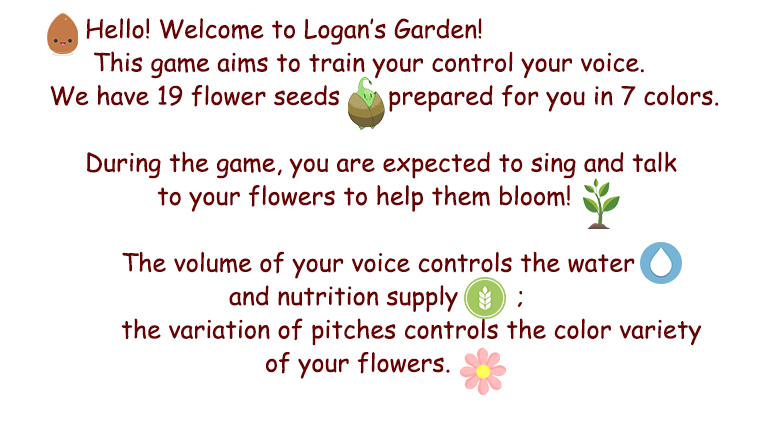 Hello! Welcome to Logan's Garden!
This game aims to train your control your voice.
We have 19 flower seeds prepared for you in 7 colors.
During the game, you are expected to sing and talk
to your flowers to help them bloom!
The volume of your voice controls the water
and nutrition supply ;
the variation of pitches controls the color variety
of your flowers.